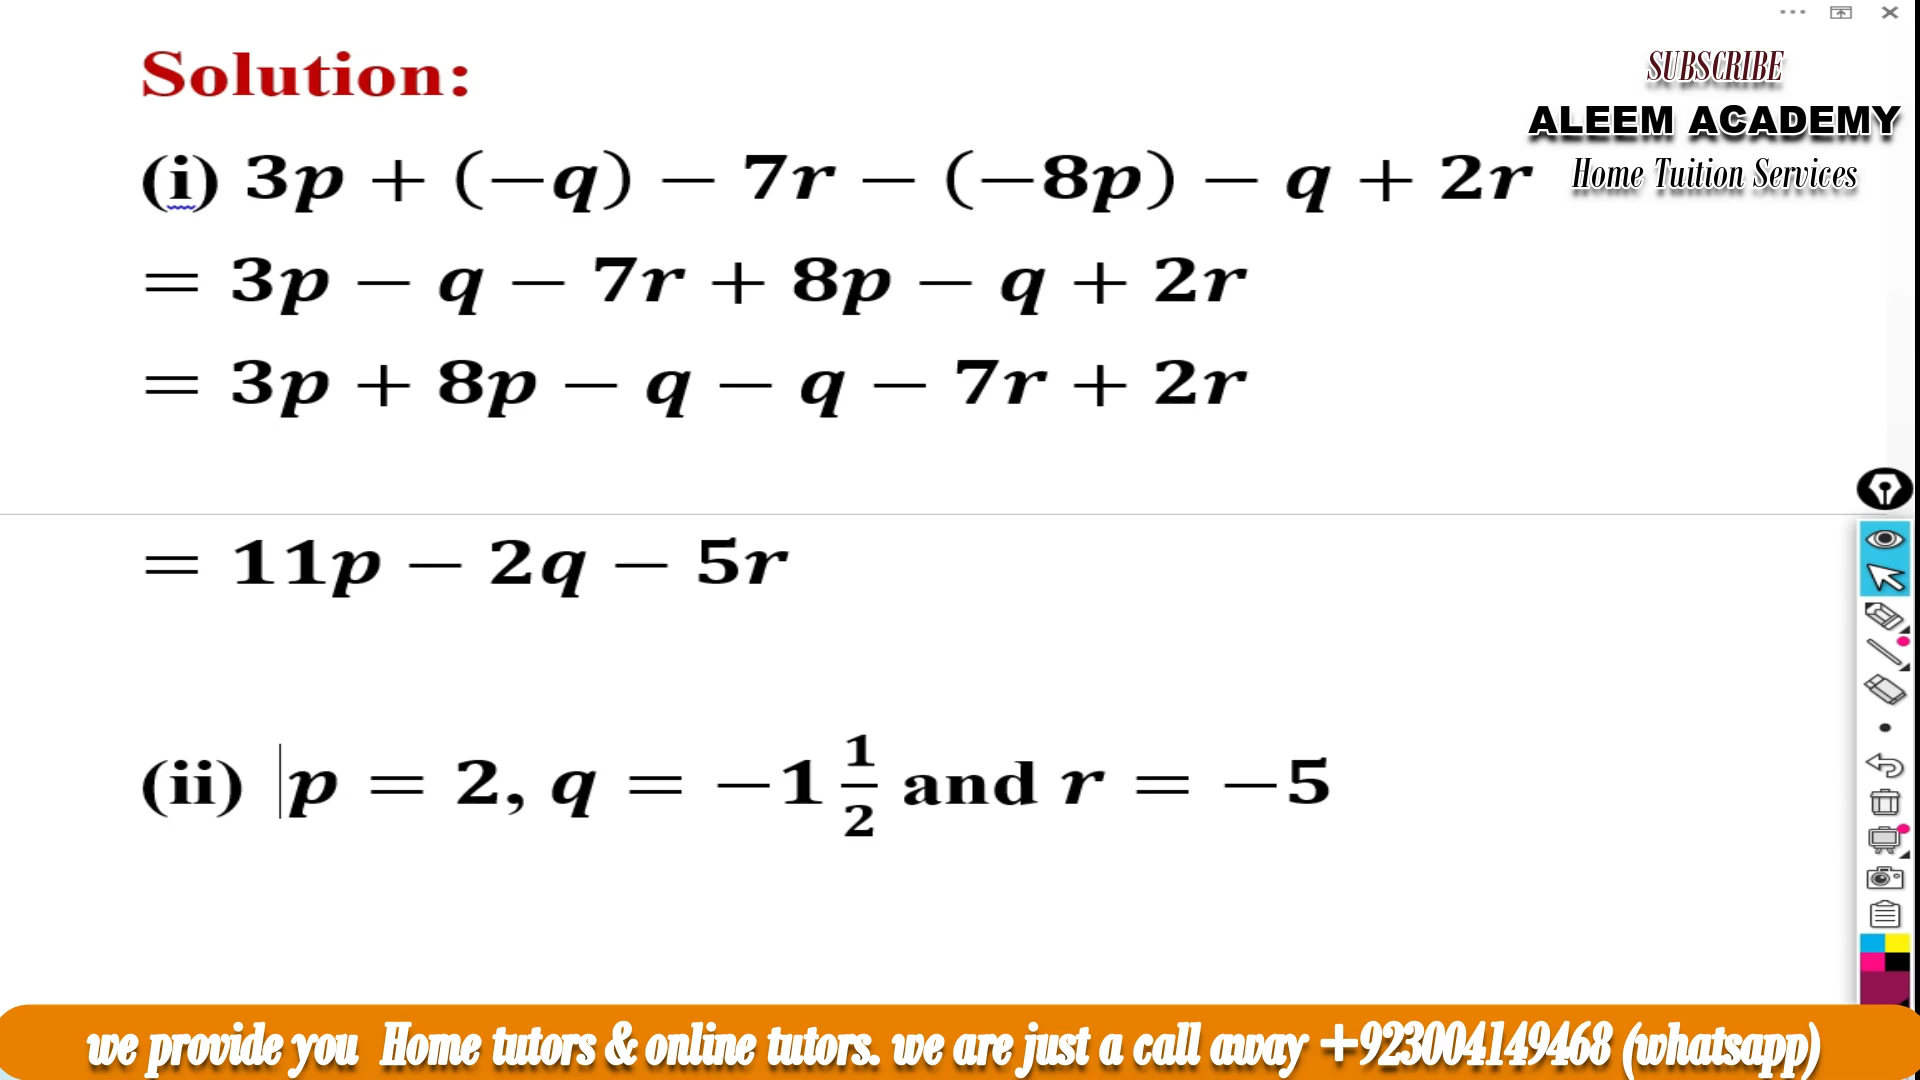 Solution:
SUBSCRIBE
ALEEM ACADEMY
Home Tuition Services
(i) 3p + (−q) − 7r − (−8p) − q + 2r
= 3p − q − 7r + 8p − q + 2r
= 3p + 8p − q − q − 7r + 2r
= 11p − 2q − 5r
(ii) p = 2, q = −1 1/2 and r = −5
we provide you Home tutors & online tutors. we are just a call away +923004149468 (whatsapp)